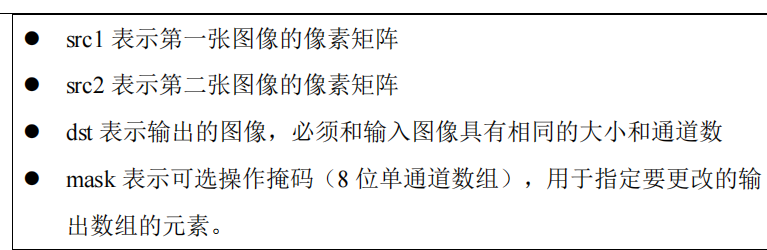 ● src1 表示第一张图像的像素矩阵
● src2 表示第二张图像的像素矩阵
● dst 表示输出的图像，必须和输入图像具有相同的大小和通道数
● mask 表示可选操作掩码（8 位单通道数组），用于指定要更改的输
出数组的元素。